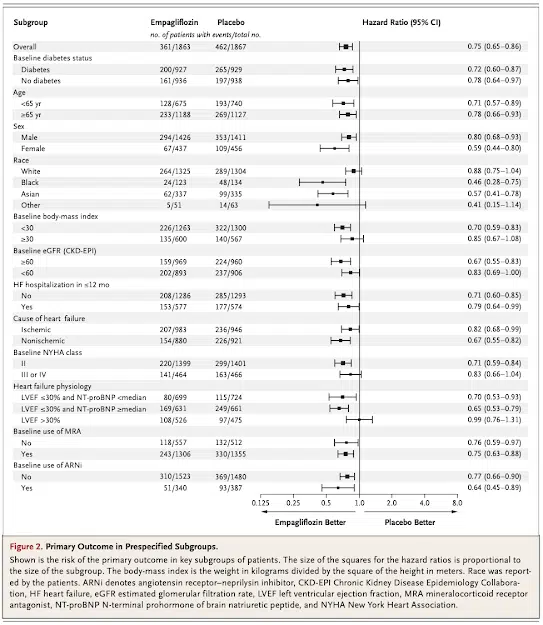 Subgroup Empagliflozin Placebo Hazard Ratio (95% CI)
no. of patients with events/total no.
Overall 361/1863 462/1867 0.75 (0.65–0.86)
Baseline diabetes status
Diabetes 200/927 265/929 0.72 (0.60–0.87)
No diabetes 161/936 197/938 0.78 (0.64–0.97)
Age
<65 yr 128/675 193/740 0.71 (0.57–0.89)
≥65 yr 233/1188 269/1127 0.78 (0.66–0.93)
Sex
Male 294/1426 353/1411 0.80 (0.68–0.93)
Female 67/437 109/456 0.59 (0.44–0.80)
Race
White 264/1325 289/1304 0.88 (0.75–1.04)
Black 24/123 48/134 0.46 (0.28–0.75)
Asian 62/337 99/335 0.57 (0.41–0.78)
Other 5/51 14/63 0.41 (0.15–1.14)
Baseline body-mass index
<30 226/1263 322/1300 0.70 (0.59–0.83)
≥30 135/600 140/567 0.85 (0.67–1.08)
Baseline eGFR (CKD-EPI)
≥60 159/969 224/960 0.67 (0.55–0.83)
<60 202/893 237/906 0.83 (0.69–1.00)
HF hospitalization in ≤12 mo
No 208/1286 285/1293 0.71 (0.60–0.85)
Yes 153/577 177/574 0.79 (0.64–0.99)
Cause of heart failure
Ischemic 207/983 236/946 0.82 (0.68–0.99)
Nonischemic 154/880 226/921 0.67 (0.55–0.82)
Baseline NYHA class
II 220/1399 299/1401 0.71 (0.59–0.84)
III or IV 141/464 163/466 0.83 (0.66–1.04)
Heart failure physiology
LVEF ≤30% and NT-proBNP <median 80/699 115/724 0.70 (0.53–0.93)
LVEF ≤30% and NT-proBNP ≥median 169/631 249/661 0.65 (0.53–0.79)
LVEF >30% 108/526 97/475 0.99 (0.76–1.31)
Baseline use of MRA
No 118/557 132/512 0.76 (0.59–0.97)
Yes 243/1306 330/1355 0.75 (0.63–0.88)
Baseline use of ARNi
No 310/1523 369/1480 0.77 (0.66–0.90)
Yes 51/340 93/387 0.64 (0.45–0.89)
0.125 0.25 0.5 1.0 2.0 4.0 8.0
Empagliflozin Better Placebo Better
Figure 2. Primary Outcome in Prespecified Subgroups.
Shown is the risk of the primary outcome in key subgroups of patients. The size of the squares for the hazard ratios is proportional to
the size of the subgroup. The body-mass index is the weight in kilograms divided by the square of the height in meters. Race was report-
ed by the patients. ARNi denotes angiotensin receptor–neprilysin inhibitor, CKD-EPI Chronic Kidney Disease Epidemiology Collabora-
tion, HF heart failure, eGFR estimated glomerular filtration rate, LVEF left ventricular ejection fraction, MRA mineralocorticoid receptor
antagonist, NT-proBNP N-terminal prohormone of brain natriuretic peptide, and NYHA New York Heart Association.